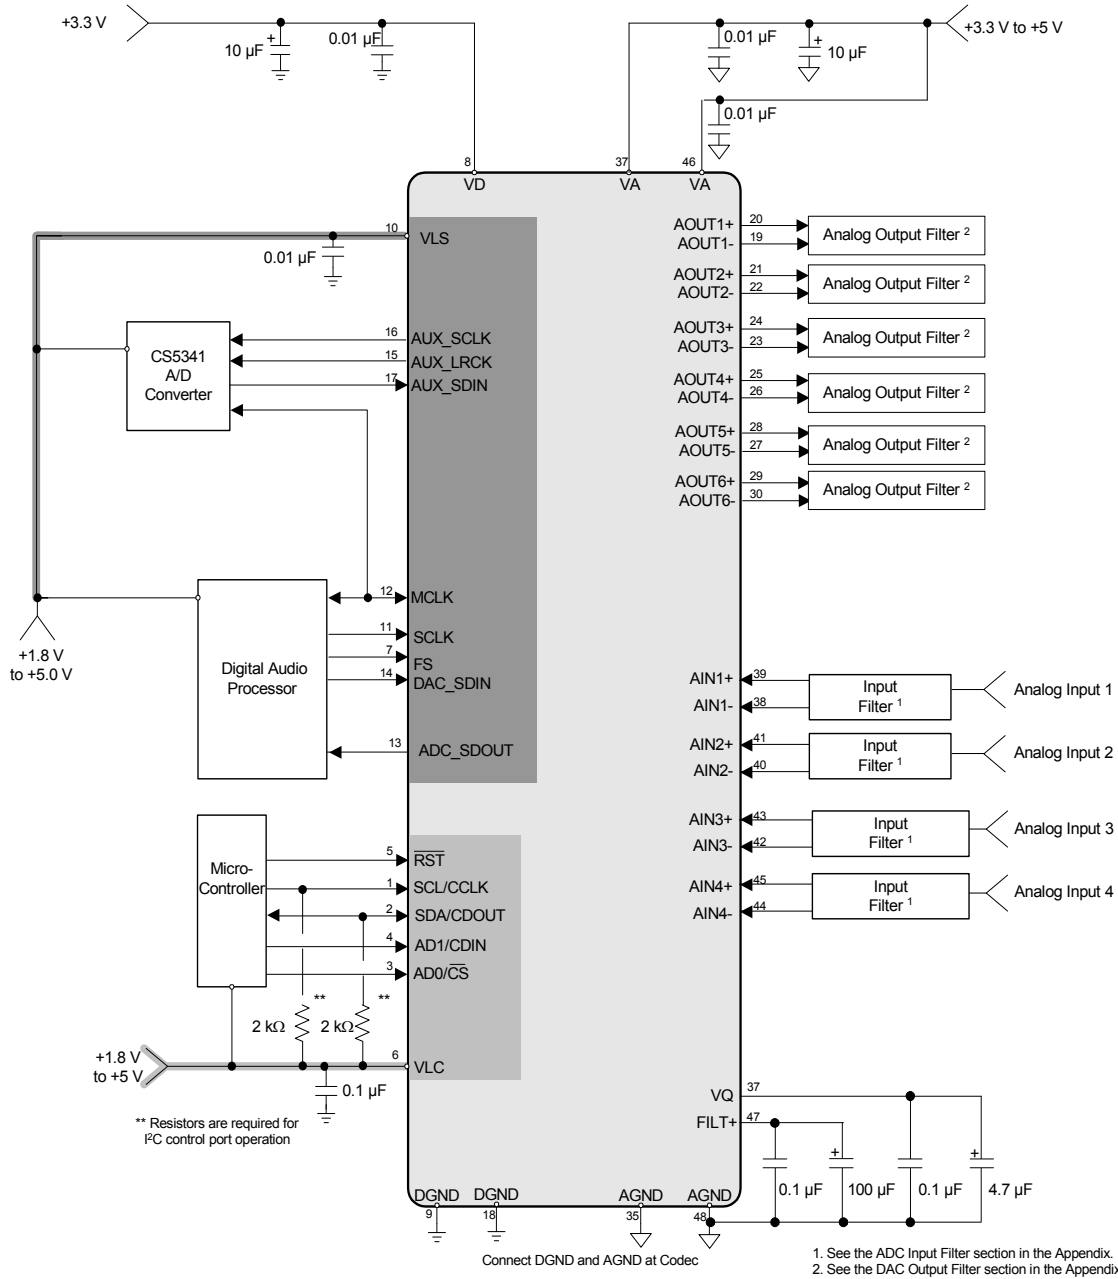 +3.3 V
10 µF
+
0.01 µF
0.01 µF
+
10 µF
+3.3 V to +5 V
0.01 µF
8
37
46
VD
VA
VA
10
VLS
0.01 µF
CS5341
A/D
Converter
16
AUX_SCLK
15
AUX_LRCK
17
AUX_SDIN
AOUT1+
20
AOUT1-
19
Analog Output Filter 2
AOUT2+
21
AOUT2-
22
Analog Output Filter 2
AOUT3+
24
AOUT3-
23
Analog Output Filter 2
AOUT4+
25
AOUT4-
26
Analog Output Filter 2
AOUT5+
28
AOUT5-
27
Analog Output Filter 2
AOUT6+
29
AOUT6-
30
Analog Output Filter 2
+1.8 V
to +5.0 V
Digital Audio
Processor
12
MCLK
11
SCLK
7
FS
14
DAC_SDIN
13
ADC_SDOUT
AIN1+
39
AIN1-
38
Input
Filter 1
Analog Input 1
AIN2+
41
AIN2-
40
Input
Filter 1
Analog Input 2
AIN3+
43
AIN3-
42
Input
Filter 1
Analog Input 3
AIN4+
45
AIN4-
44
Input
Filter 1
Analog Input 4
Micro-
Controller
5
RST
1
SCL/CCLK
2
SDA/CDOUT
4
AD1/CDIN
3
AD0/CS
**
**
2 kΩ
2 kΩ
+1.8 V
to +5 V
6
VLC
0.1 µF
** Resistors are required for
I²C control port operation
VQ
37
FILT+
47
+
+
0.1 µF
100 µF
0.1 µF
4.7 µF
DGND
DGND
AGND
AGND
9
18
35
48
Connect DGND and AGND at Codec
1. See the ADC Input Filter section in the Appendix.
2. See the DAC Output Filter section in the Appendix